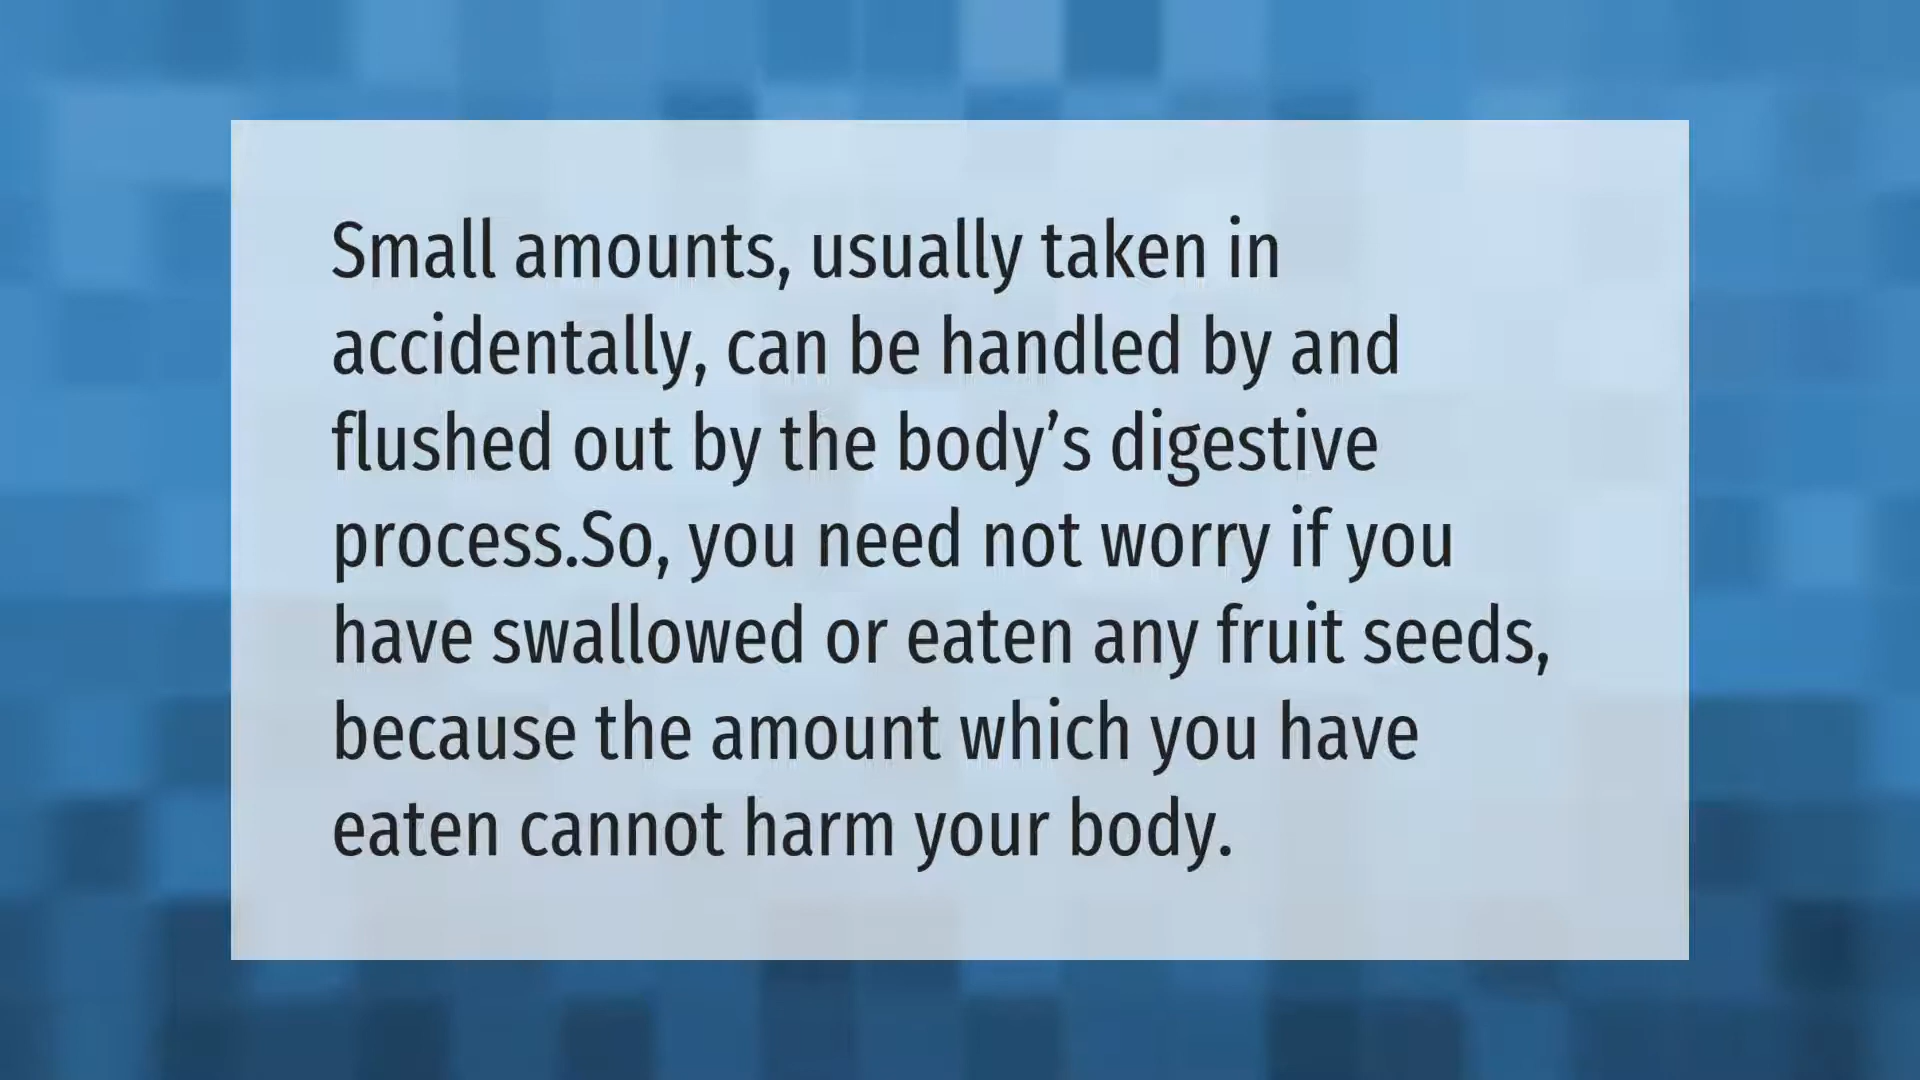 Small amounts, usually taken in
accidentally, can be handled by and
flushed out by the body’s digestive
process.So, you need not worry if you
have swallowed or eaten any fruit seeds,
because the amount which you have
eaten cannot harm your body.